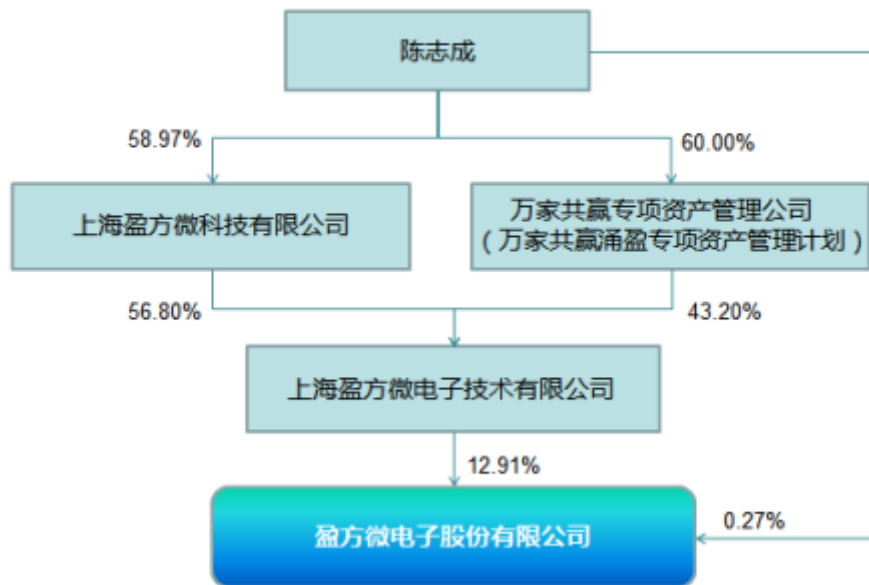 陈志成
58.97%
60.00%
上海盈方微科技有限公司
万家共赢专项资产管理公司
（万家共赢涌盈专项资产管理计划）
56.80%
43.20%
上海盈方微电子技术有限公司
12.91%
盈方微电子股份有限公司
0.27%